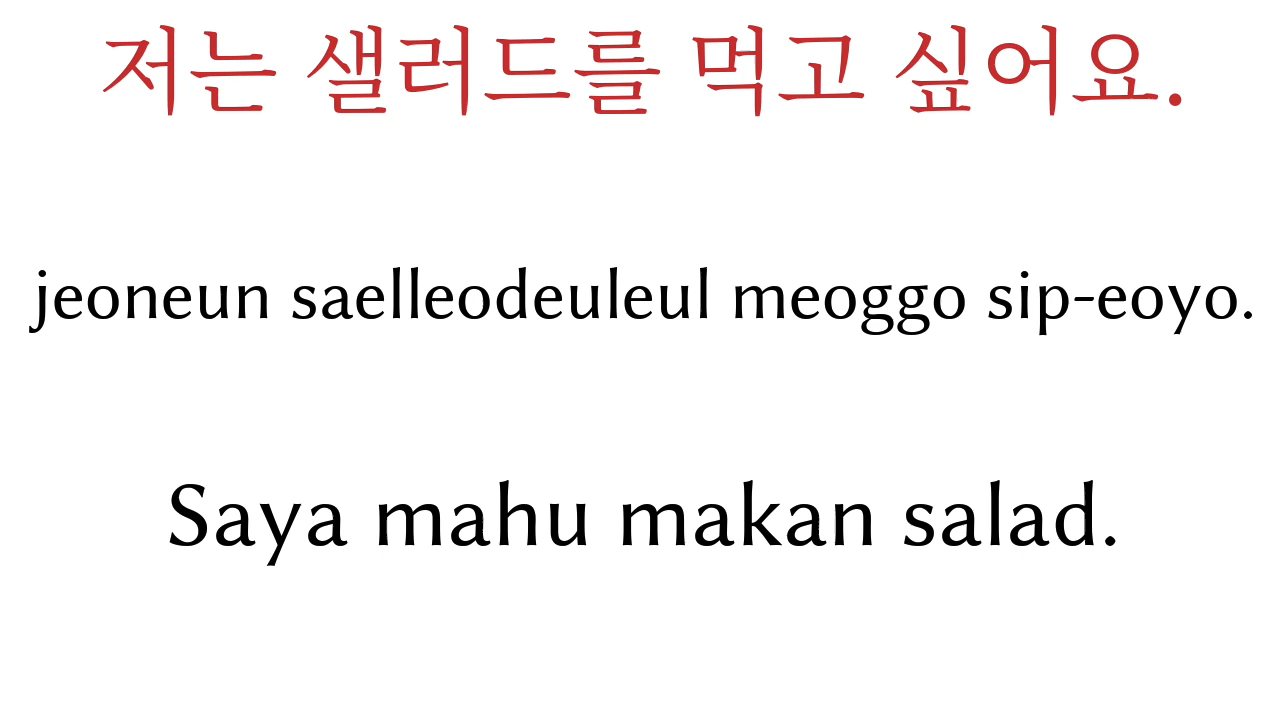 저는 샐러드를 먹고 싶어요.
jeoneun saelleodeuleul meoggo sip-eoyo.
Saya mahu makan salad.